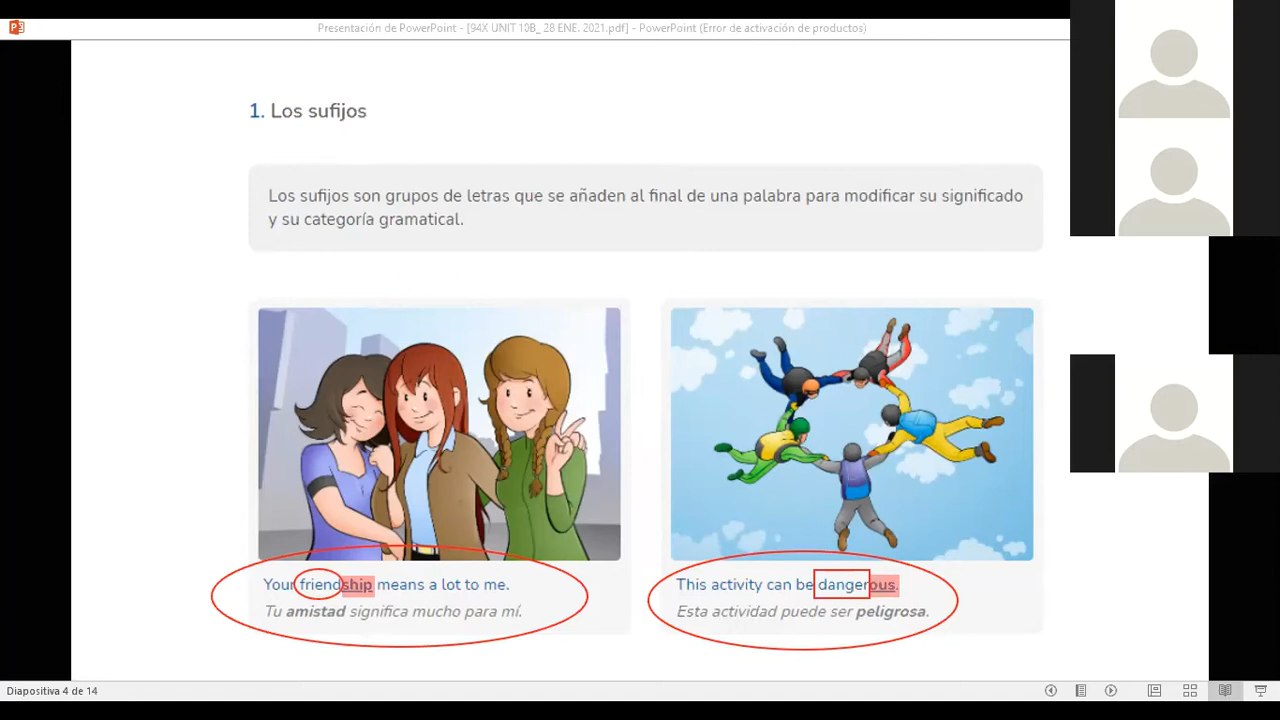 Presentación de PowerPoint - [94X UNIT 10B_ 28 ENE. 2021.pdf] - PowerPoint (Error de activación de productos)
1. Los sufijos
Los sufijos son grupos de letras que se añaden al final de una palabra para modificar su significado
y su categoría gramatical.
Your friendship means a lot to me.
Tu amistad significa mucho para mí.
This activity can be dangerous.
Esta actividad puede ser peligrosa.
Diapositiva 4 de 14